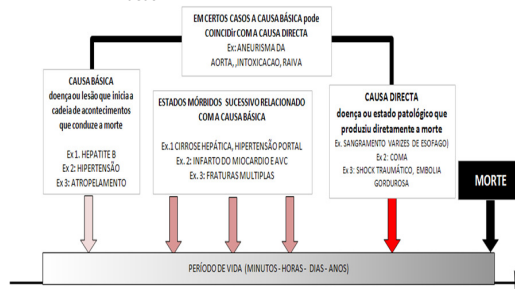 EM CERTOS CASOS A CAUSA BÁSICA pode
COINCIDir COM A CAUSA DIRECTA
Ex: ANEURISMA DA
AORTA, ,INTOXICACAO, RAIVA
CAUSA BÁSICA
doença ou lesão que inicia a
cadeia de acontecimentos
que conduze a morte
Ex 1. HEPATITE B
Ex 2: HIPERTENSÃO
Ex 3: ATROPELAMENTO
ESTADOS MÓRBIDOS SUCESSIVO RELACIONADO
COM A CAUSA BÁSICA
Ex.1 CIRROSE HEPÁTICA, HIPERTENSÃO PORTAL
Ex. 2: INFARTO DO MIOCARDIO E AVC
Ex. 3: FRATURAS MULTIPLAS
CAUSA DIRECTA
doença ou estado patológico que
produziu diretamente a morte
Ex. SANGRAMENTO VARIZES DE ESOFAGO)
Ex 2: COMA
Ex 3: SHOCK TRAUMÁTICO, EMBOLIA
GORDUROSA
MORTE
PERÍODO DE VIDA (MINUTOS - HORAS - DIAS - ANOS)